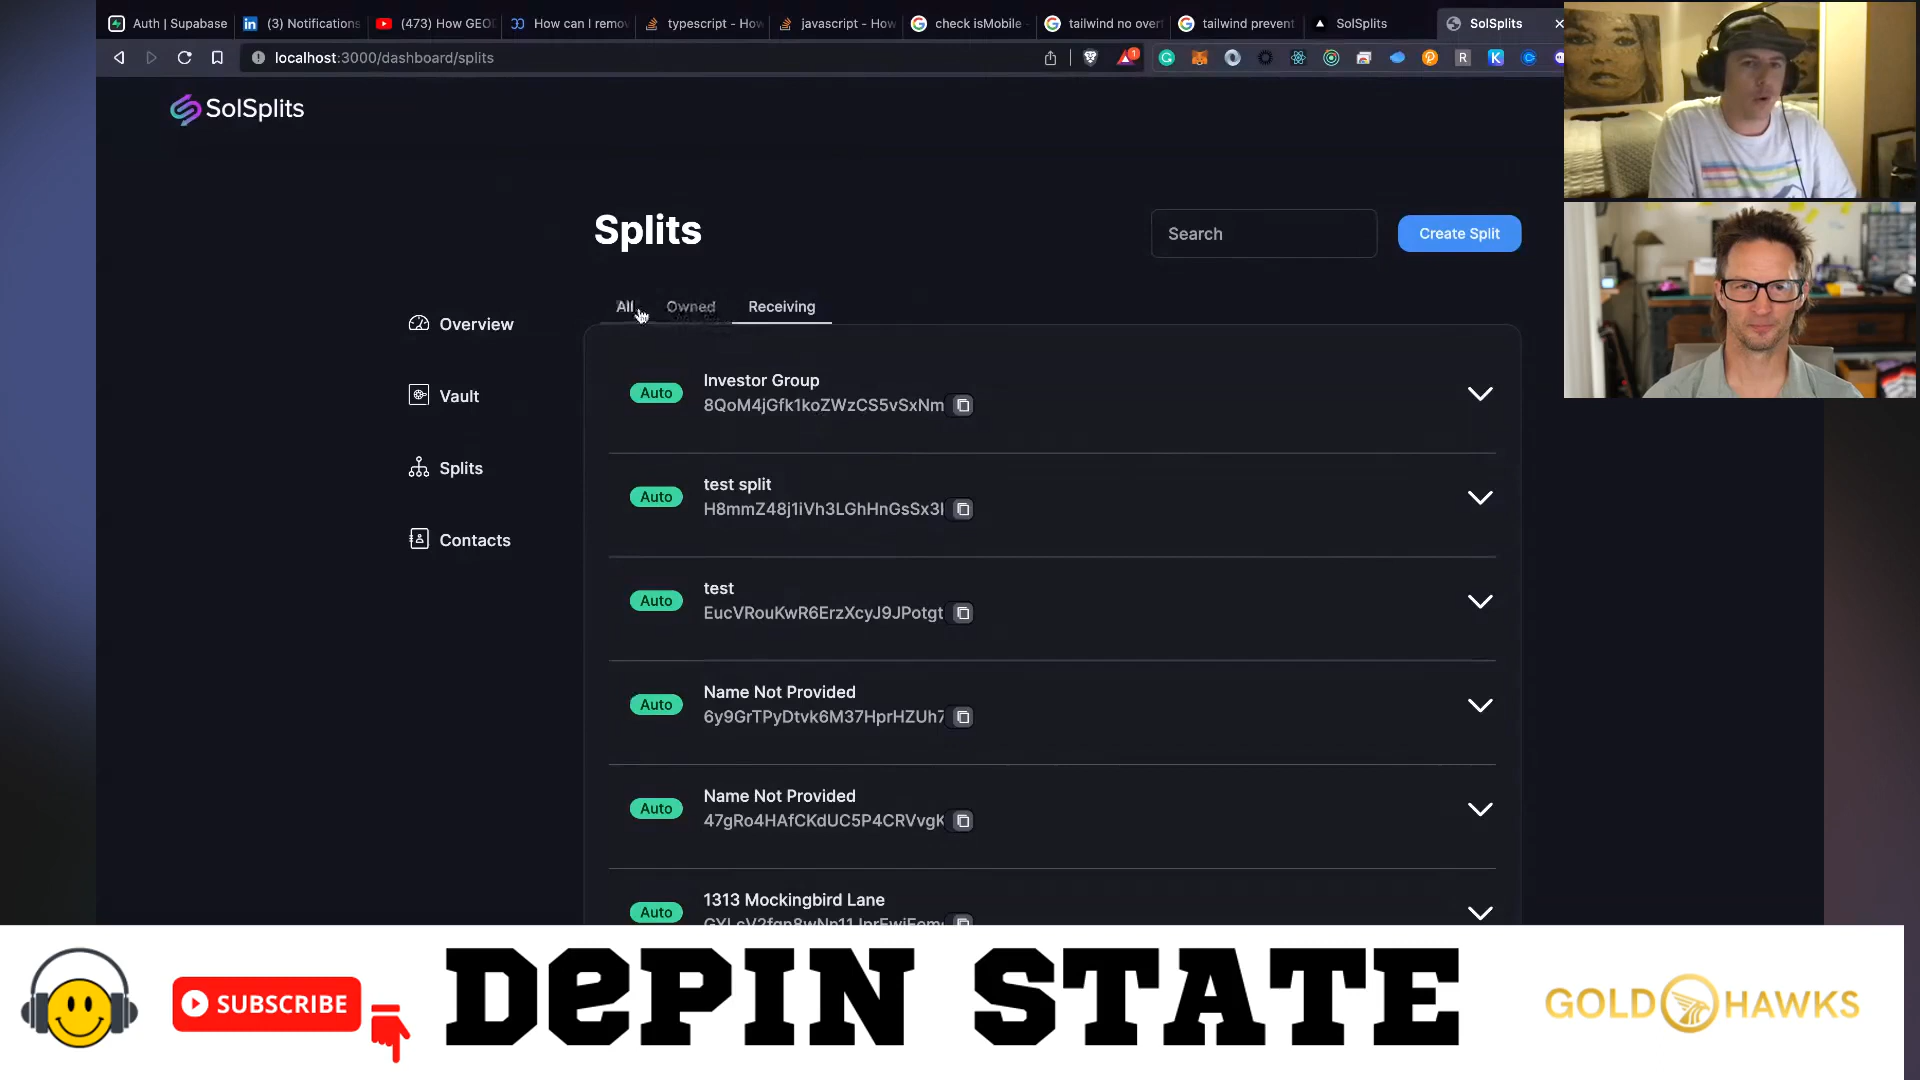 Auth | Supabase
(3) Notifications
(473) How GEO
How can I remo
typescript - How
javascript - How
check isMobile -
tailwind no over
tailwind prevent
SolSplits
SolSplits
localhost:3000/dashboard/splits
SolSplits
Splits
Search
Create Split
All
Owned
Receiving
Overview
Vault
Splits
Contacts
Auto
Investor Group
8QoM4jGfk1koZWzCS5vSxNm
Auto
test split
H8mmZ48j1iVh3LGhHnGsSx3
Auto
test
EucVRouKwR6ErzXcyJ9JPotgt
Auto
Name Not Provided
6y9GrTPyDtvk6M37HprHZUh7
Auto
Name Not Provided
47gRo4HAfCKdUC5P4CRVvgK
Auto
1313 Mockingbird Lane
SUBSCRIBE
DePIN STATE
GOLD HAWKS